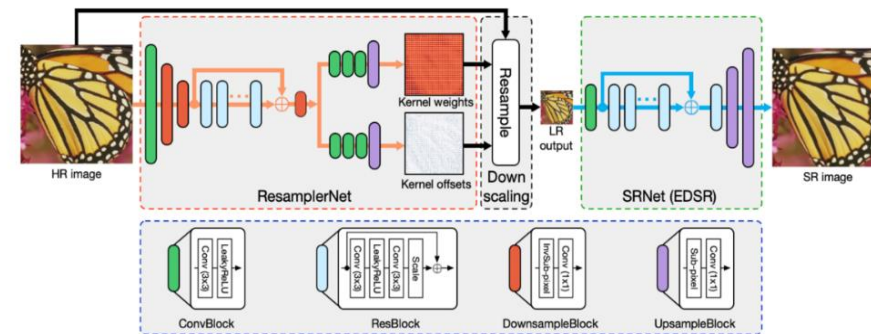 HR image
ResamplerNet
Kernel weights
Kernel offsets
Resample
Down
scaling
LR
output
SRNet (EDSR)
SR image
Conv (3x3)
LeakyReLU
ConvBlock
Conv (3x3)
LeakyReLU
Conv (3x3)
Scale
ResBlock
InvSub-pixel
Conv (1x1)
DownsampleBlock
Sub-pixel
Conv (1x1)
UpsampleBlock